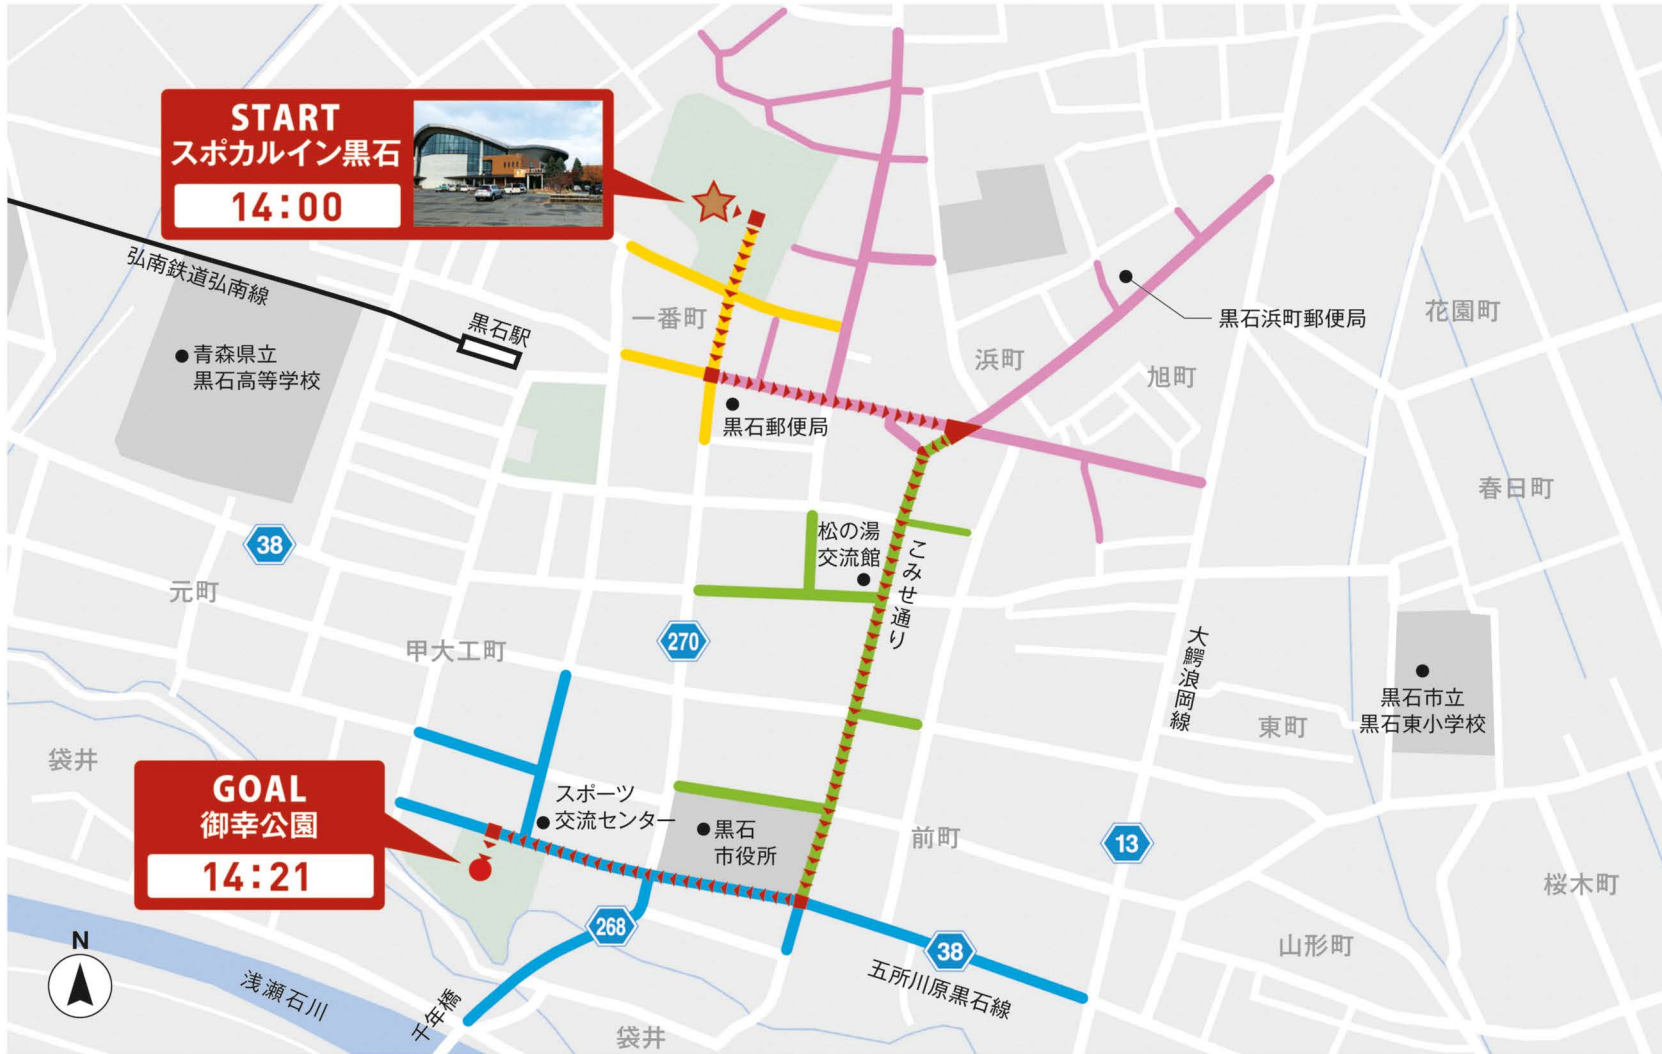 START
スポカルイン黒石
14:00
弘南鉄道弘南線
黒石駅
青森県立
黒石高等学校
一番町
黒石郵便局
浜町
旭町
黒石浜町郵便局
花園町
春日町
38
元町
甲大工町
270
松の湯
交流館
こみせ通り
大鰐浪岡線
黒石市立
黒石東小学校
東町
袋井
GOAL
御幸公園
14:21
スポーツ
交流センター
黒石
市役所
前町
13
桜木町
山形町
268
38
五所川原黒石線
N
浅瀬石川
千年橋
袋井